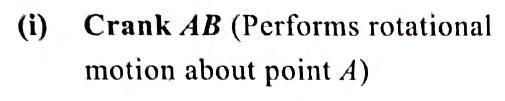 (i) Crank AB (Performs rotational
motion about point A)